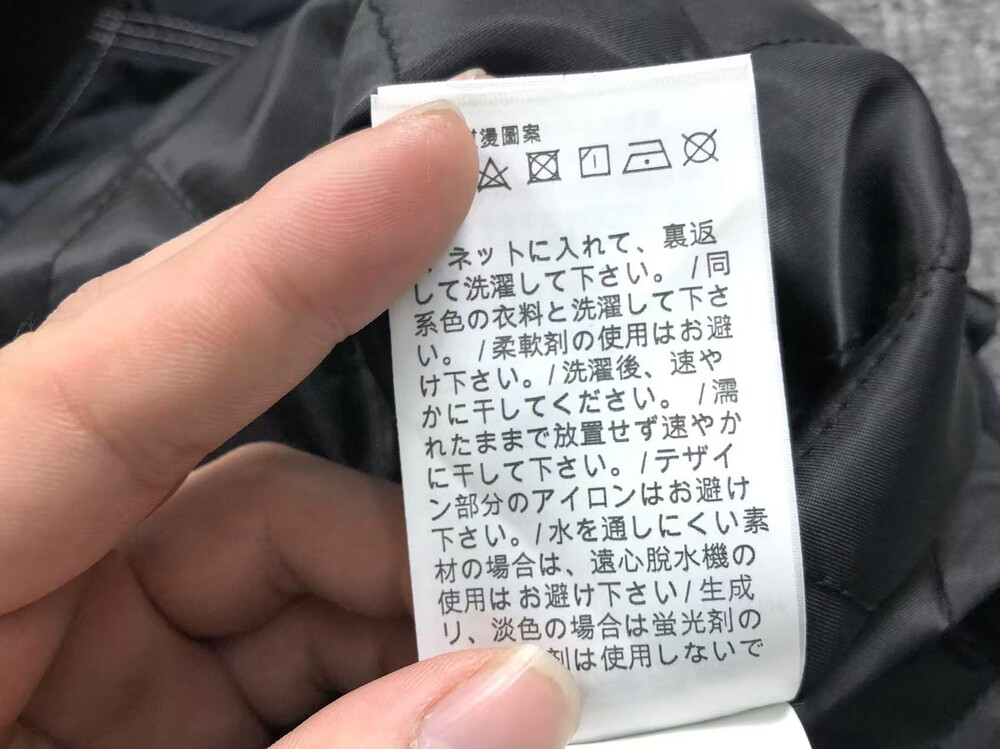 燙圖案
ネットに入れて、裏返
して洗濯して下さい。 /同
系色の衣料と洗濯して下さ
い。 /柔軟剤の使用はお避
け下さい。/洗濯後、速や
かに干してください。 /濡
れたままで放置せず速やか
に干して下さい。/テザイ
ン部分のアイロンはお避け
下さい。/水を通しにくい素
材の場合は、遠心脱水機の
使用はお避け下さい/生成
リ、淡色の場合は蛍光剤の
剤は使用しないで